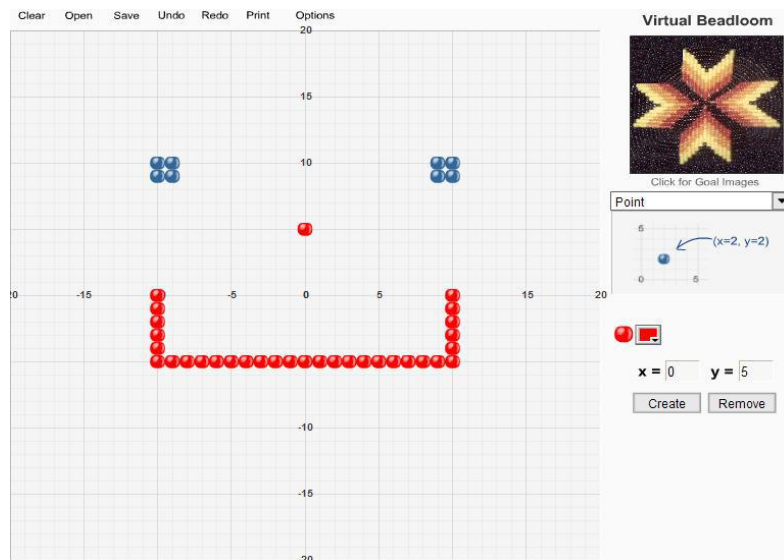 Clear Open Save Undo Redo Print Options
Virtual Beadloom
Click for Goal Images
Point
5
(x=2, y=2)
0 5
x = 0 y = 5
Create Remove
20
15
10
20 -15 -5 0 5 15 20
-5
-10
-15
-20